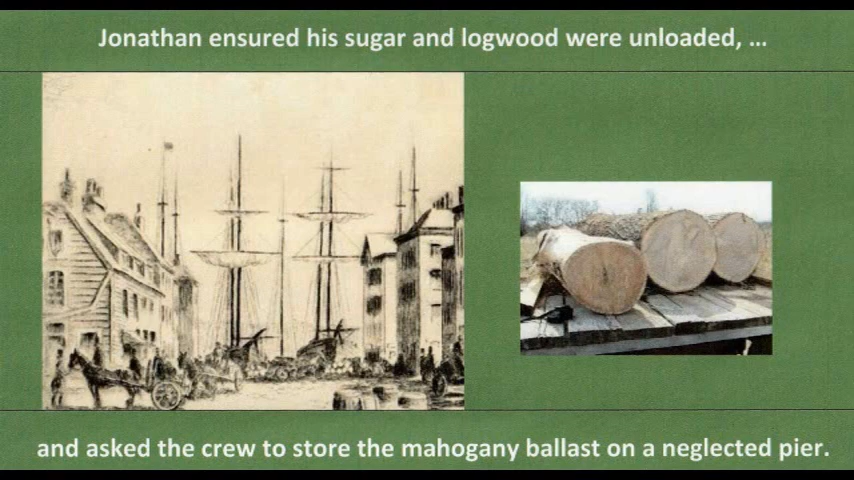 Jonathan ensured his sugar and logwood were unloaded, ...
and asked the crew to store the mahogany ballast on a neglected pier.